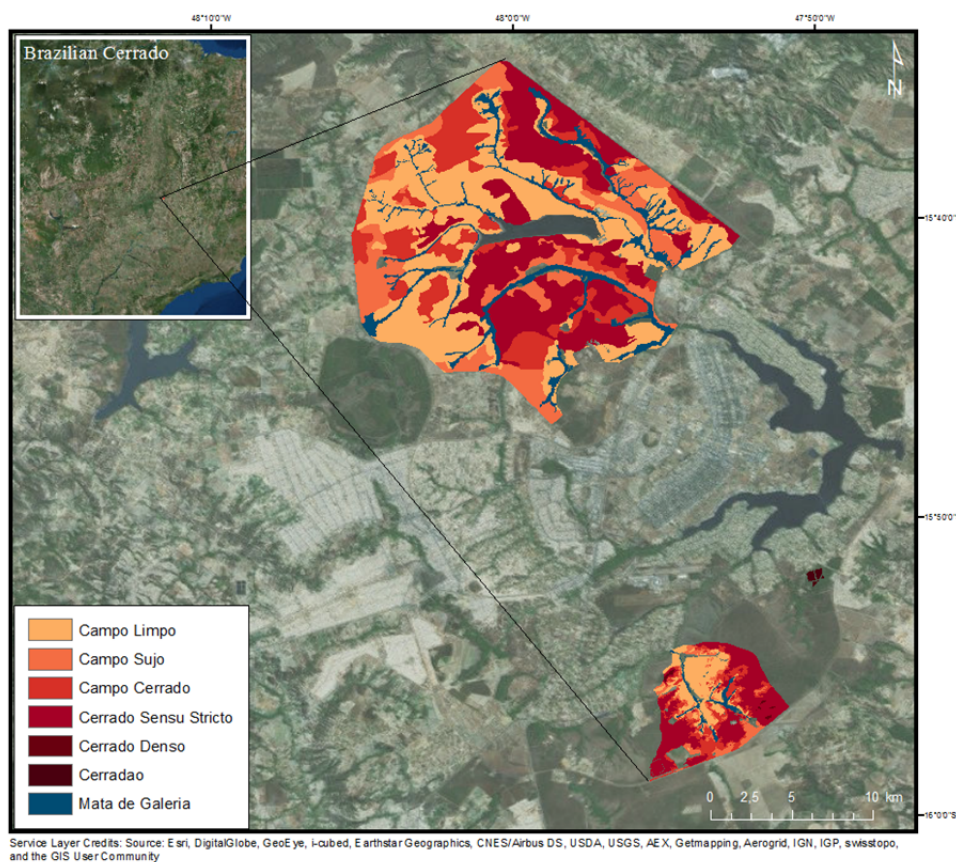 48°10'0"
48°0'0"
47°50'0"
Brazilian Cerrado
N
15°40'0"
15°50'0"
Campo Limpo
Campo Sujo
Campo Cerrado
Cerrado Sensu Stricto
Cerrado Denso
Cerradao
Mata de Galeria
0 2.5 5 10 km
16°0'0"S
Service Layer Credits: Source: Esri, DigitalGlobe, GeoEye, i-cubed, Earthstar Geographics, CNES/Airbus DS, USDA, USGS, AEX, Getmapping, Aerogrid, IGN, IGP, swisstopo,
and the GIS User Community